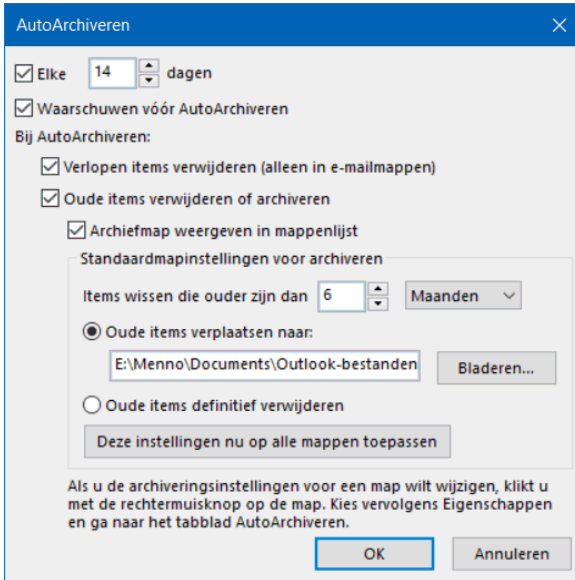 AutoArchiveren
Elke 14 dagen
Waarschuwen vóór AutoArchiveren
Bij AutoArchiveren:
Verlopen items verwijderen (alleen in e-mailmappen)
Oude items verwijderen of archiveren
Archiefmap weergeven in mappenlijst
Standaardmapinstellingen voor archiveren
Items wissen die ouder zijn dan 6 Maanden
Oude items verplaatsen naar:
E:\Menno\Documents\Outlook-bestanden
Bladeren...
Oude items definitief verwijderen
Deze instellingen nu op alle mappen toepassen
Als u de archiveringsinstellingen voor een map wilt wijzigen, klikt u
met de rechtermuisknop op de map. Kies vervolgens Eigenschappen
en ga naar het tabblad AutoArchiveren.
OK Annuleren